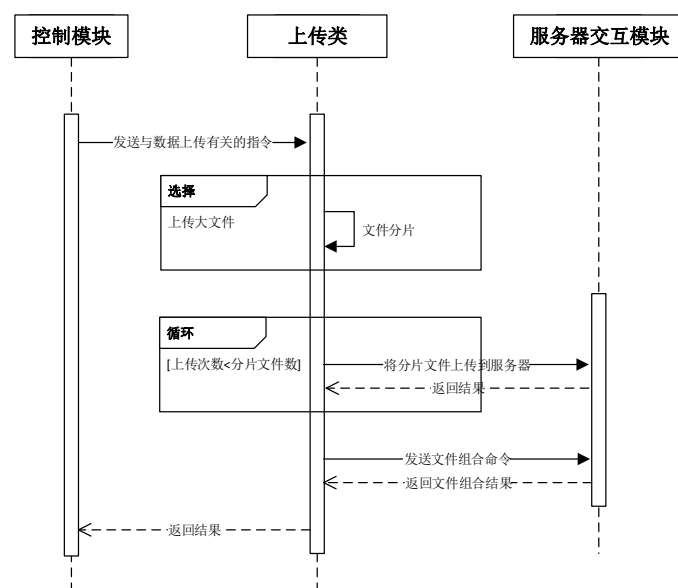 控制模块
上传类
服务器交互模块
发送与数据上传有关的指令
选择
上传大文件
文件分片
循环
[上传次数<分片文件数]
将分片文件上传到服务器
返回结果
发送文件组合命令
返回文件组合结果
返回结果